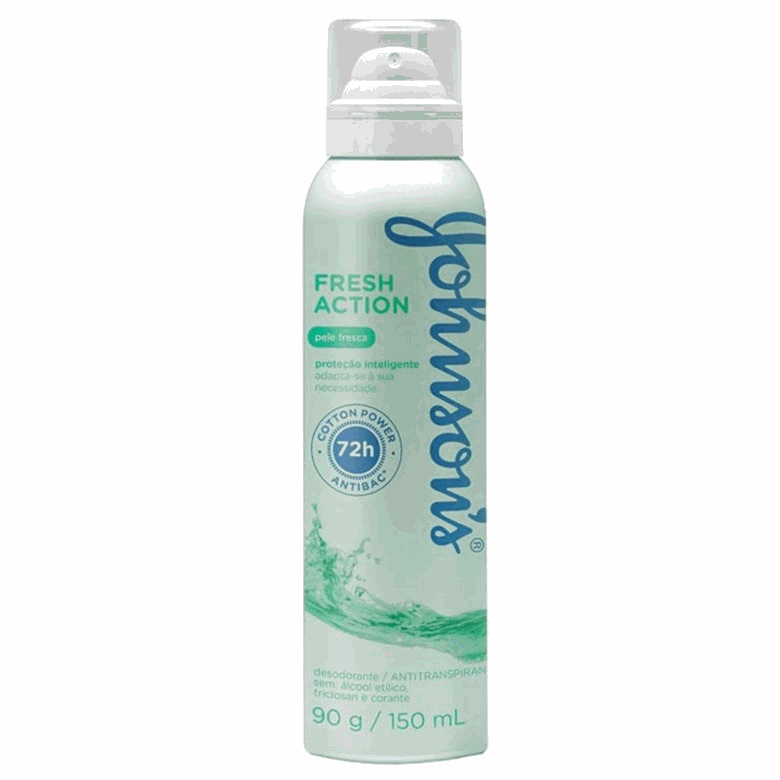 Johnson's®
FRESH
ACTION
pele fresca
proteção inteligente
adapta-se à sua
necessidade.
COTTON POWER
72h
ANTIBAC*
desodorante / ANTITRANSPIRAN
sem: álcool etílico,
triclosan e corante
90 g / 150 mL